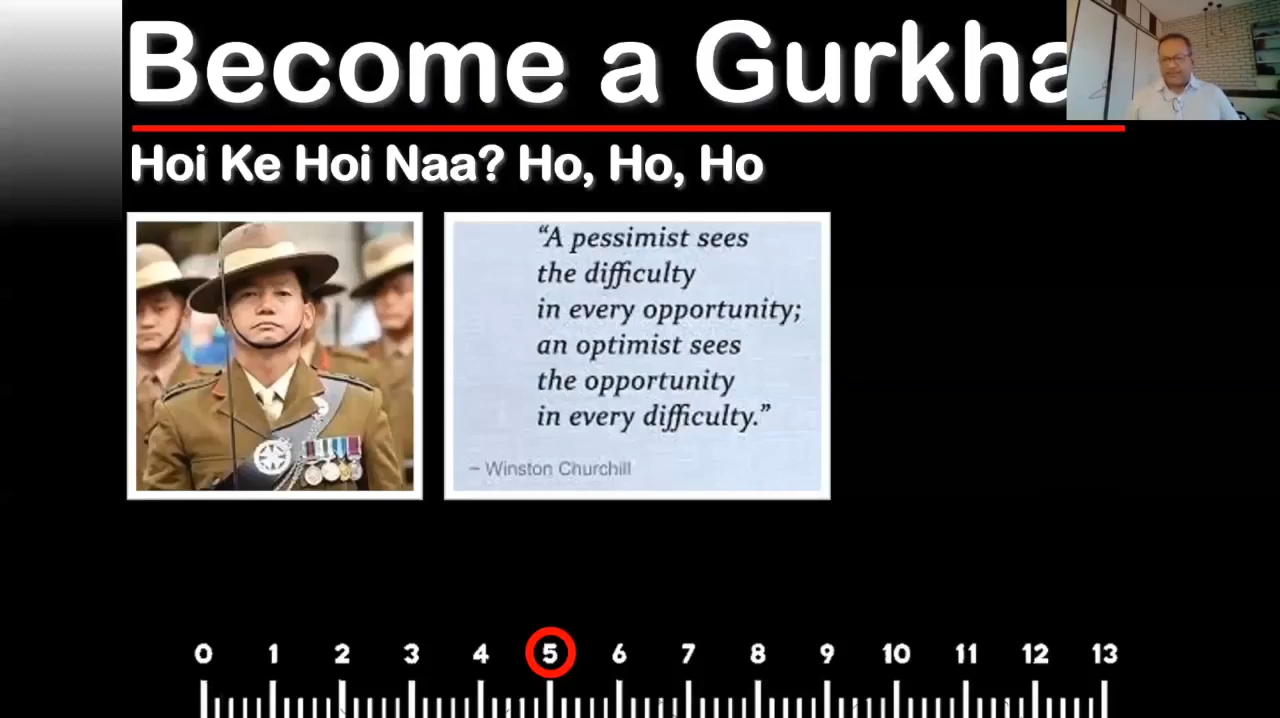 Become a Gurkha
Hoi Ke Hoi Naa? Ho, Ho, Ho
“A pessimist sees
the difficulty
in every opportunity;
an optimist sees
the opportunity
in every difficulty.”
– Winston Churchill
0 1 2 3 4 5 6 7 8 9 10 11 12 13